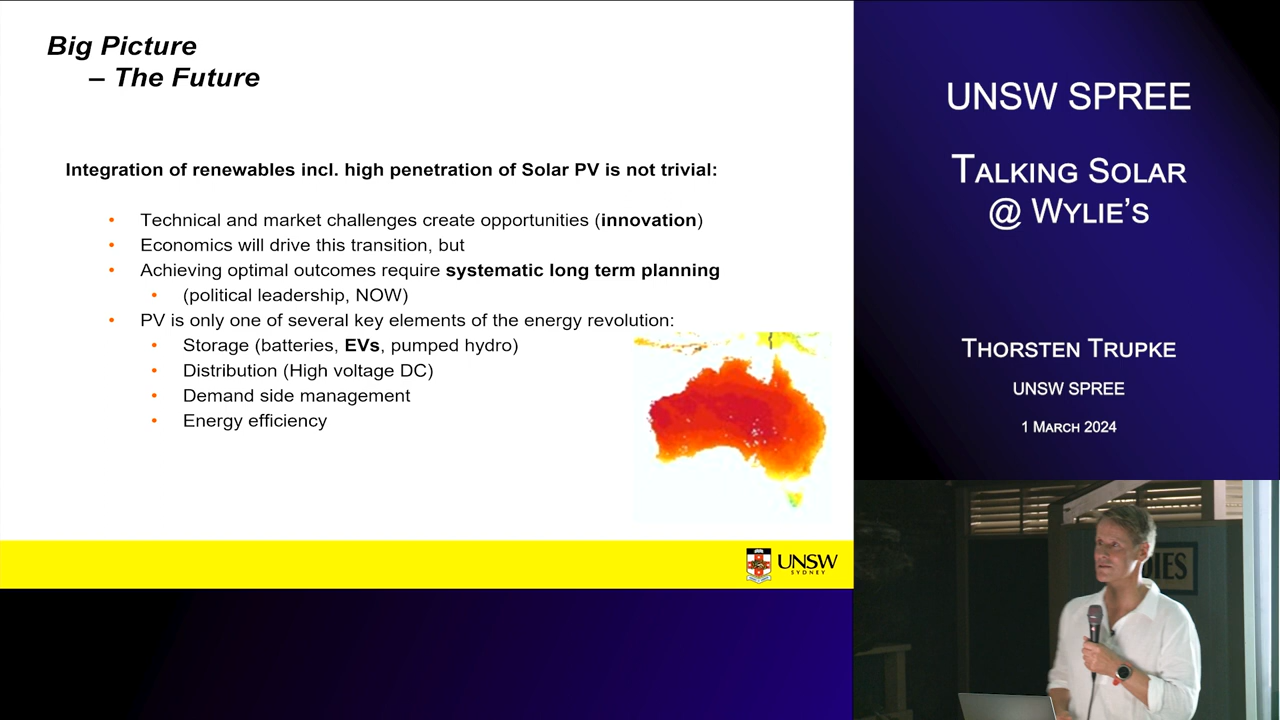 Big Picture
– The Future
Integration of renewables incl. high penetration of Solar PV is not trivial:
• Technical and market challenges create opportunities (innovation)
• Economics will drive this transition, but
• Achieving optimal outcomes require systematic long term planning
• (political leadership, NOW)
• PV is only one of several key elements of the energy revolution:
• Storage (batteries, EVs, pumped hydro)
• Distribution (High voltage DC)
• Demand side management
• Energy efficiency
UNSW
SYDNEY
UNSW SPREE
Talking Solar
@ Wylie's
Thorsten Trupke
UNSW SPREE
1 March 2024